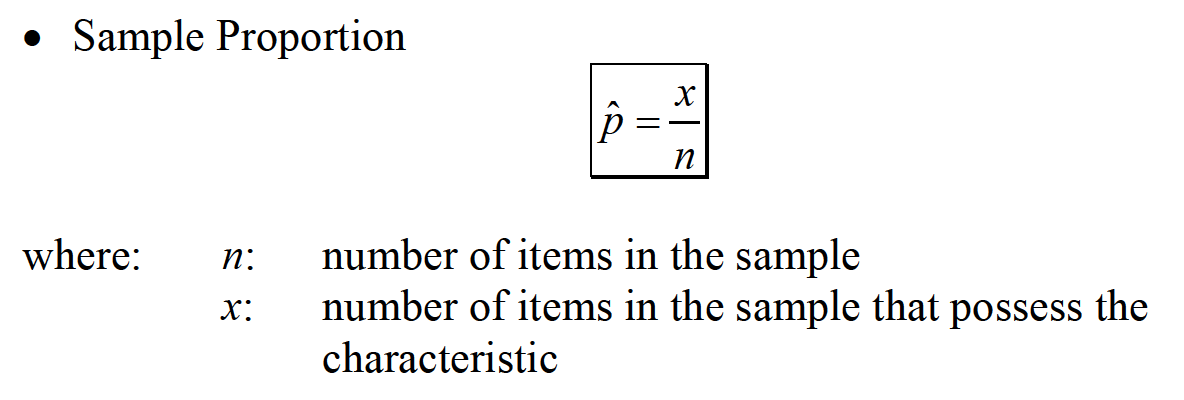 • Sample Proportion
p̂ = x/n
where: n: number of items in the sample
x: number of items in the sample that possess the
characteristic